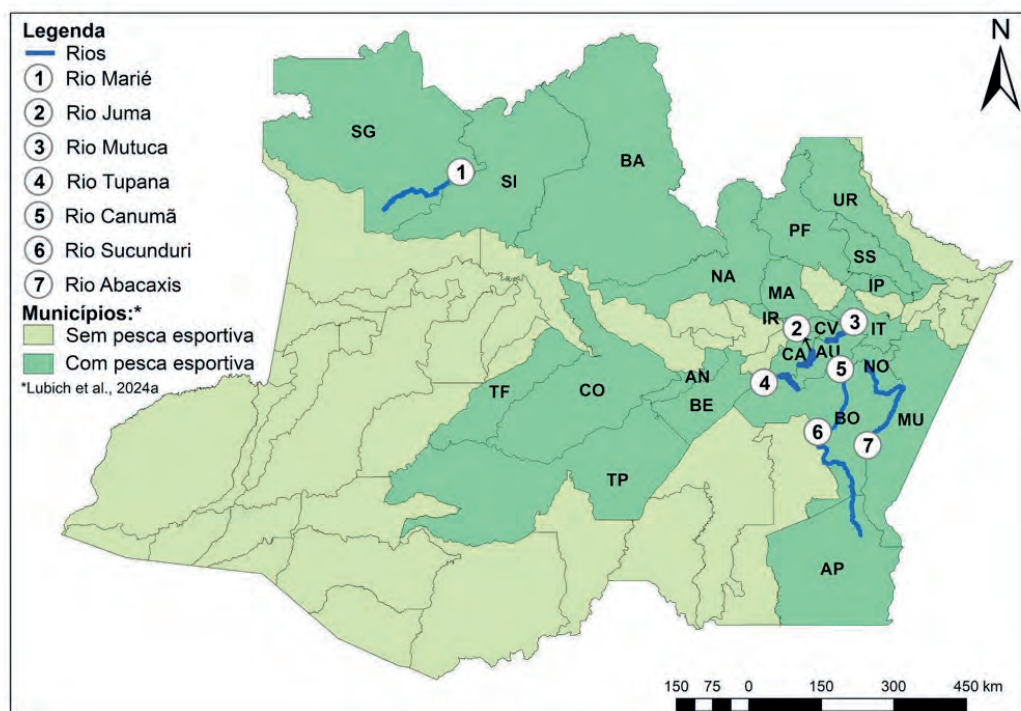 Legenda
Rios
1 Rio Marié
2 Rio Juma
3 Rio Mutuca
4 Rio Tupana
5 Rio Canumã
6 Rio Sucunduri
7 Rio Abacaxis
Municípios:*
Sem pesca esportiva
Com pesca esportiva
*Lubich et al., 2024a
N
SG
1
SI
BA
UR
PF
SS
NA
MA
IP
IR
2
CV
3
IT
CA
AU
4
5
NO
AN
TF
CO
BE
BO
MU
6
7
TP
AP
150 75 0 150 300 450 km